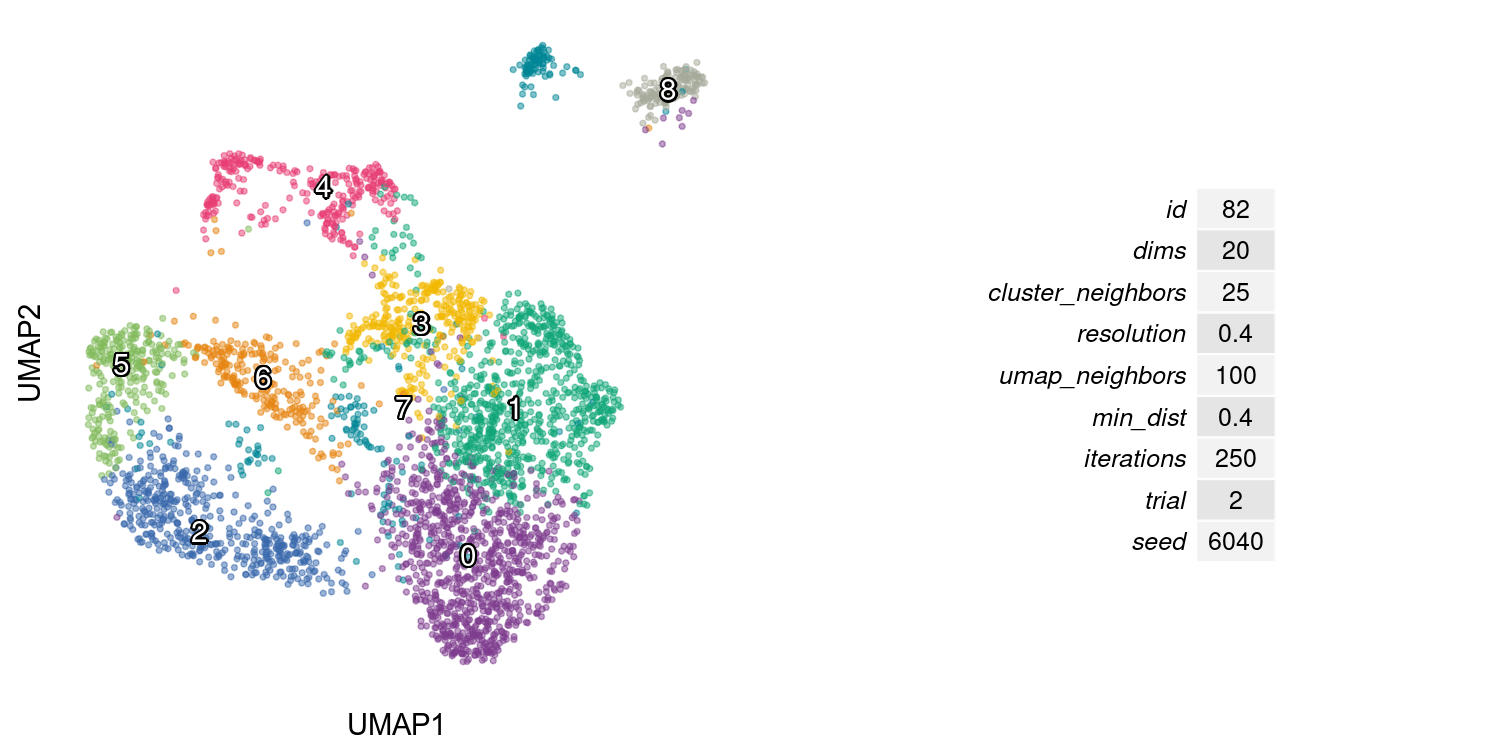 8
4
3
5
6
7
1
2
0
UMAP2
UMAP1
id 82
dims 20
cluster_neighbors 25
resolution 0.4
umap_neighbors 100
min_dist 0.4
iterations 250
trial 2
seed 6040